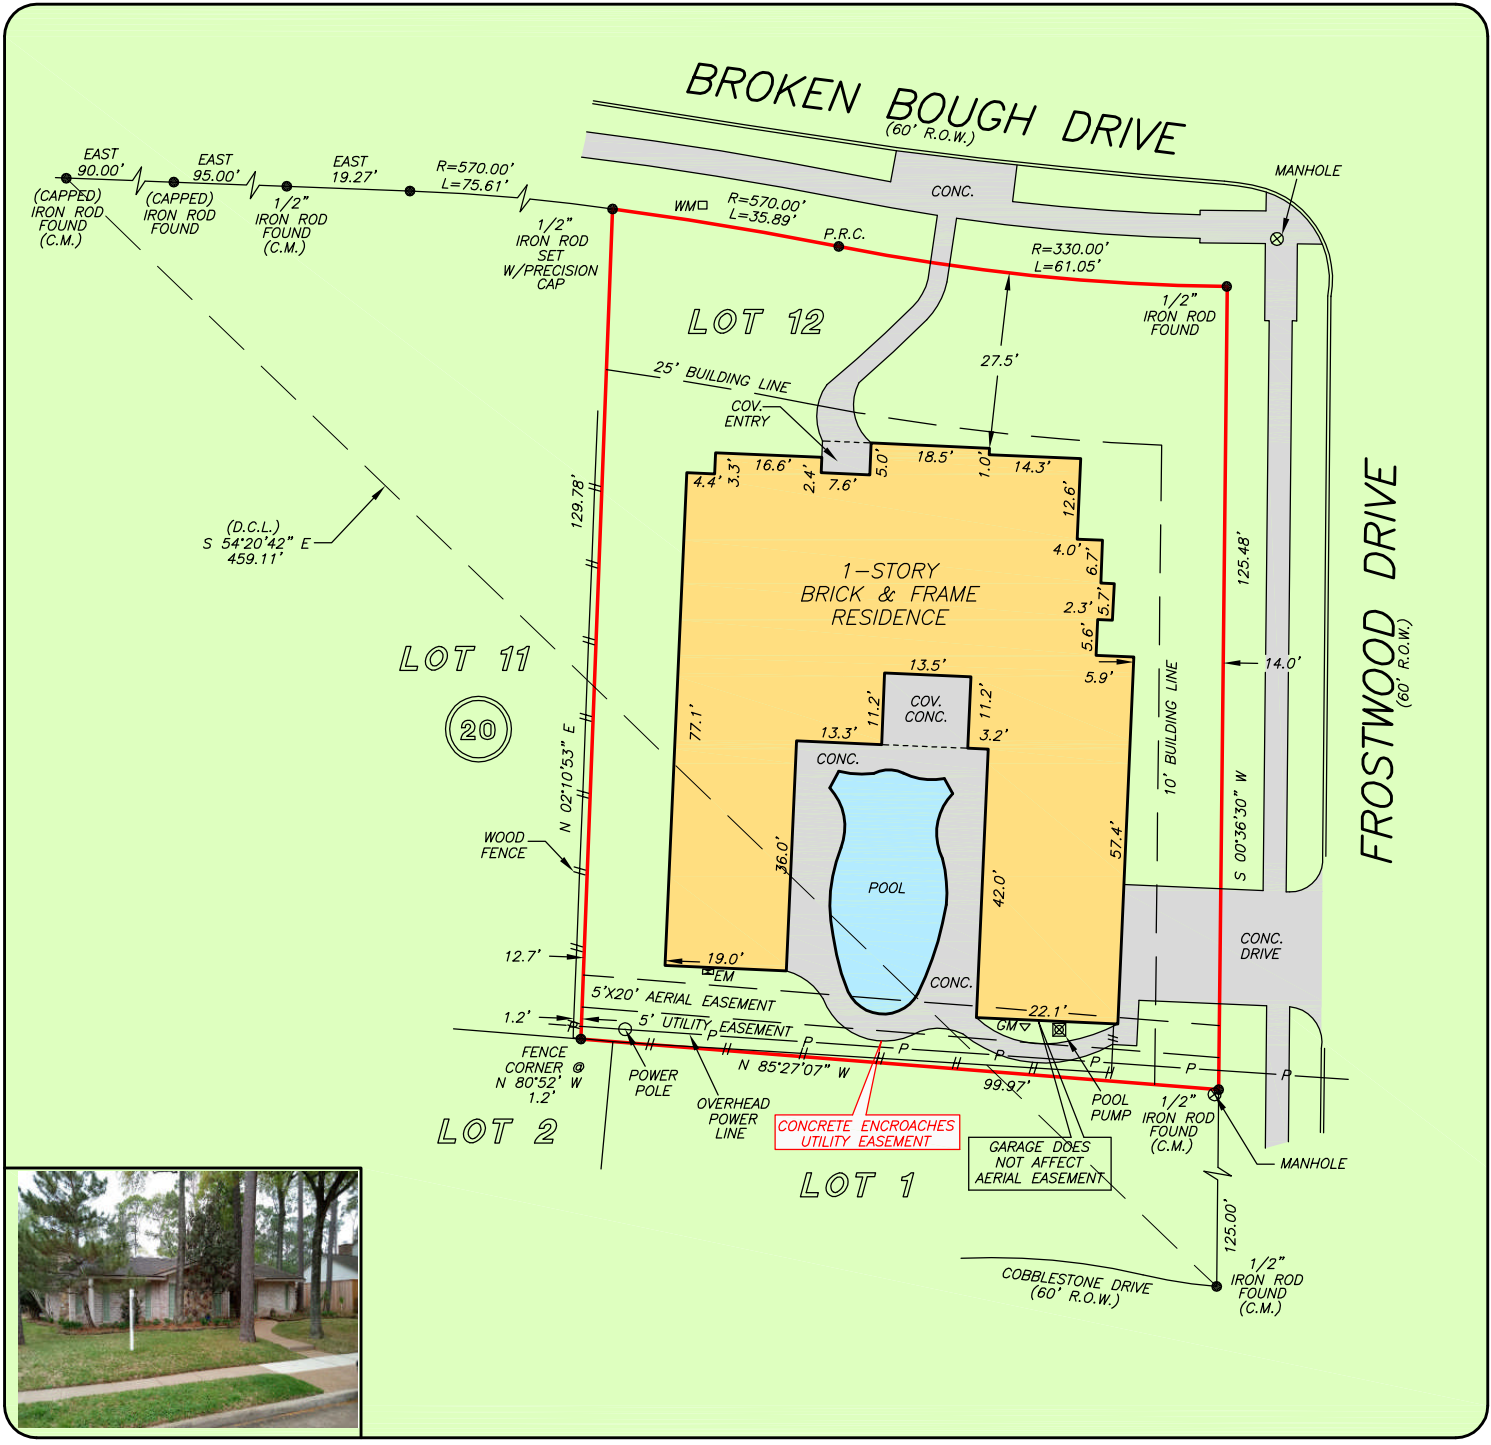 BROKEN BOUGH DRIVE
(60' R.O.W.)
MANHOLE
EAST
90.00'
EAST
95.00'
EAST
19.27'
R=570.00'
L=75.61'
(CAPPED)
IRON ROD
FOUND
(C.M.)
(CAPPED)
IRON ROD
FOUND
1/2"
IRON ROD
FOUND
(C.M.)
1/2"
IRON ROD
SET
W/PRECISION
CAP
WM
R=570.00'
L=35.89'
P.R.C.
CONC.
R=330.00'
L=61.05'
1/2"
IRON ROD
FOUND
LOT 12
27.5'
25' BUILDING LINE
COV.
ENTRY
4.4'
3.3'
16.6'
2.4'
7.6'
5.0'
18.5'
1.0'
14.3'
12.6'
4.0'
6.7'
2.3'
5.7'
5.6'
5.9'
129.78'
(D.C.L.)
S 54°20'42" E
459.11'
1-STORY
BRICK & FRAME
RESIDENCE
125.48'
FROSTWOOD DRIVE
(60' R.O.W.)
14.0'
LOT 11
20
13.5'
11.2'
COV.
CONC.
11.2'
13.3'
3.2'
CONC.
77.1'
N 02°10'53" E
10' BUILDING LINE
S 00°36'30" W
WOOD
FENCE
36.0'
POOL
42.0'
57.4'
CONC.
DRIVE
12.7'
19.0'
EM
CONC.
5'X20' AERIAL EASEMENT
22.1'
1.2'
P
5' UTILITY EASEMENT
P
P
P
P
P
P
GM
FENCE
CORNER @
N 80°52' W
1.2'
POWER
POLE
OVERHEAD
POWER
LINE
N 85°27'07" W
99.97'
POOL
PUMP
1/2"
IRON ROD
FOUND
(C.M.)
LOT 2
CONCRETE ENCROACHES
UTILITY EASEMENT
GARAGE DOES
NOT AFFECT
AERIAL EASEMENT
MANHOLE
LOT 1
125.00'
COBBLESTONE DRIVE
(60' R.O.W.)
1/2"
IRON ROD
FOUND
(C.M.)